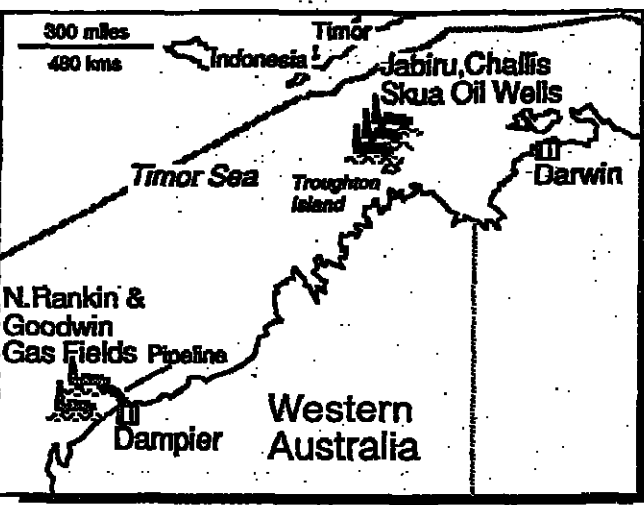 300 miles
480 kms
Timor
Indonesia
Jabiru,Challis
Skua Oil Wells
Darwin
Timor Sea
Troughton
Island
N.Rankin &
Goodwin
Gas Fields
Pipeline
Dampier
Western
Australia